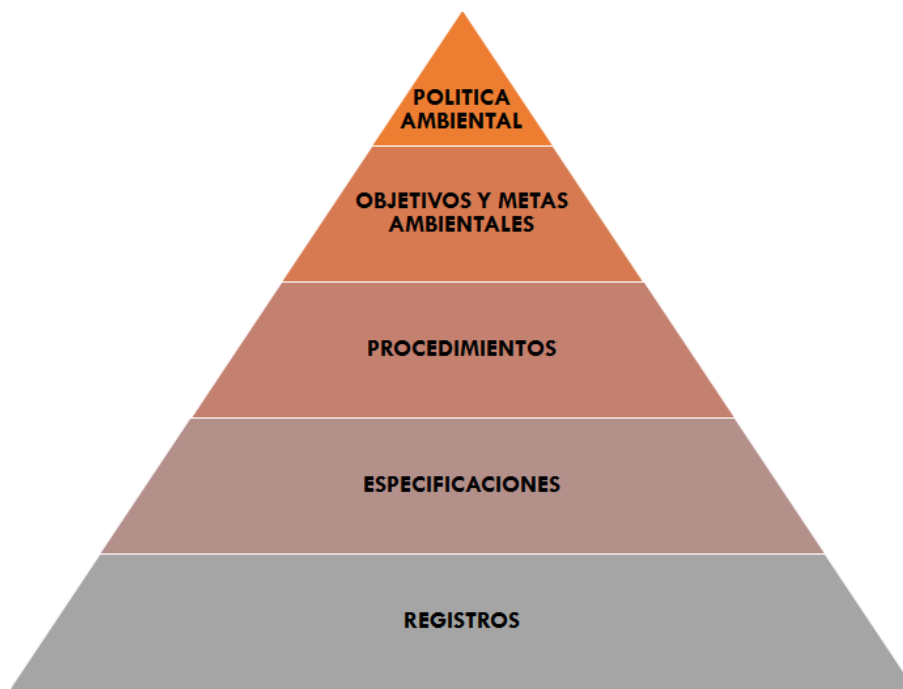 POLITICA
AMBIENTAL
OBJETIVOS Y METAS
AMBIENTALES
PROCEDIMIENTOS
ESPECIFICACIONES
REGISTROS